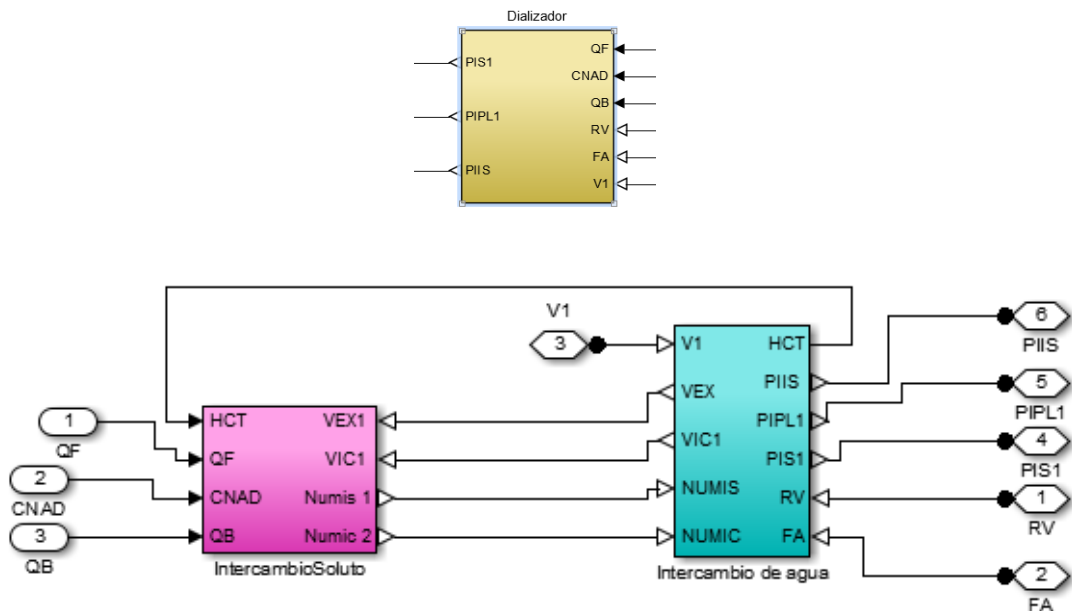 Dializador
PIS1
PIPL1
PIIS
QF
CNAD
QB
RV
FA
V1
V1
3
1
QF
2
CNAD
3
QB
HCT
QF
CNAD
QB
VEX1
VIC1
Numis 1
Numic 2
IntercambioSoluto
V1
VEX
VIC1
NUMIS
NUMIC
HCT
PIIS
PIPL1
PIS1
RV
FA
Intercambio de agua
6
PIIS
5
PIPL1
4
PIS1
1
RV
2
FA